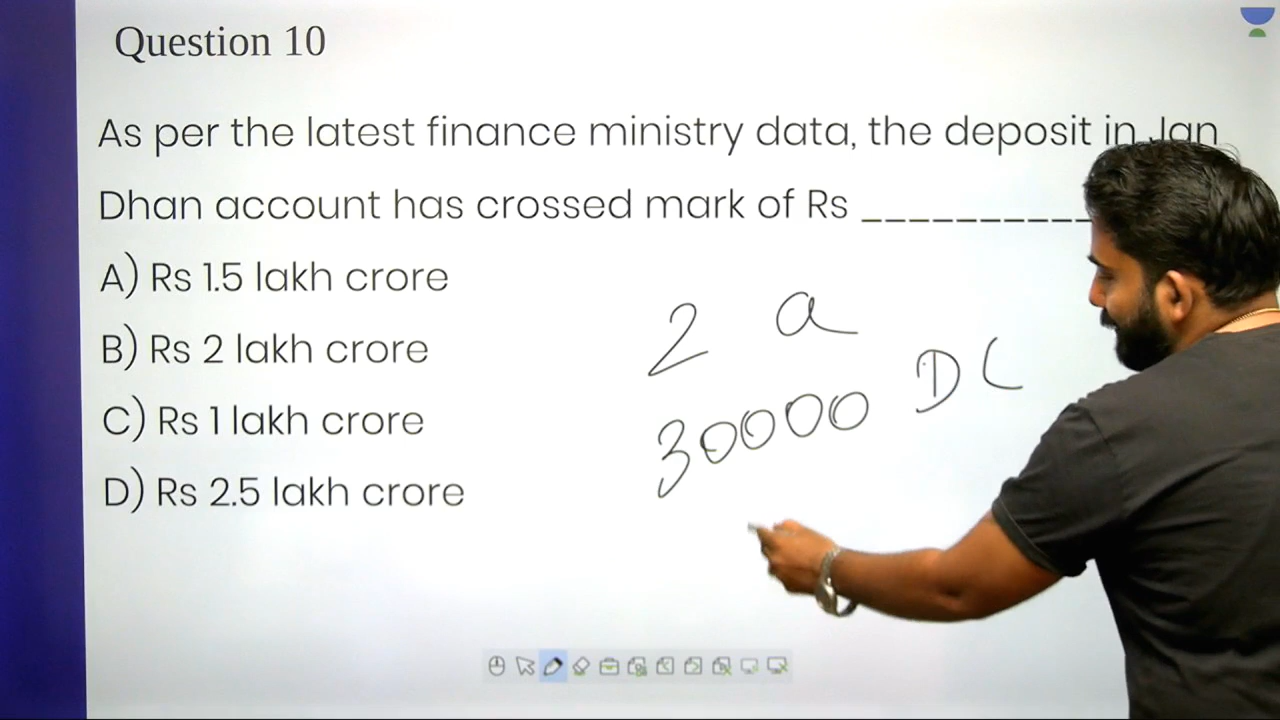 Question 10
As per the latest finance ministry data, the deposit in Jan
Dhan account has crossed mark of Rs ___________
A) Rs 1.5 lakh crore
B) Rs 2 lakh crore
C) Rs 1 lakh crore
D) Rs 2.5 lakh crore
2 a
30000 DC